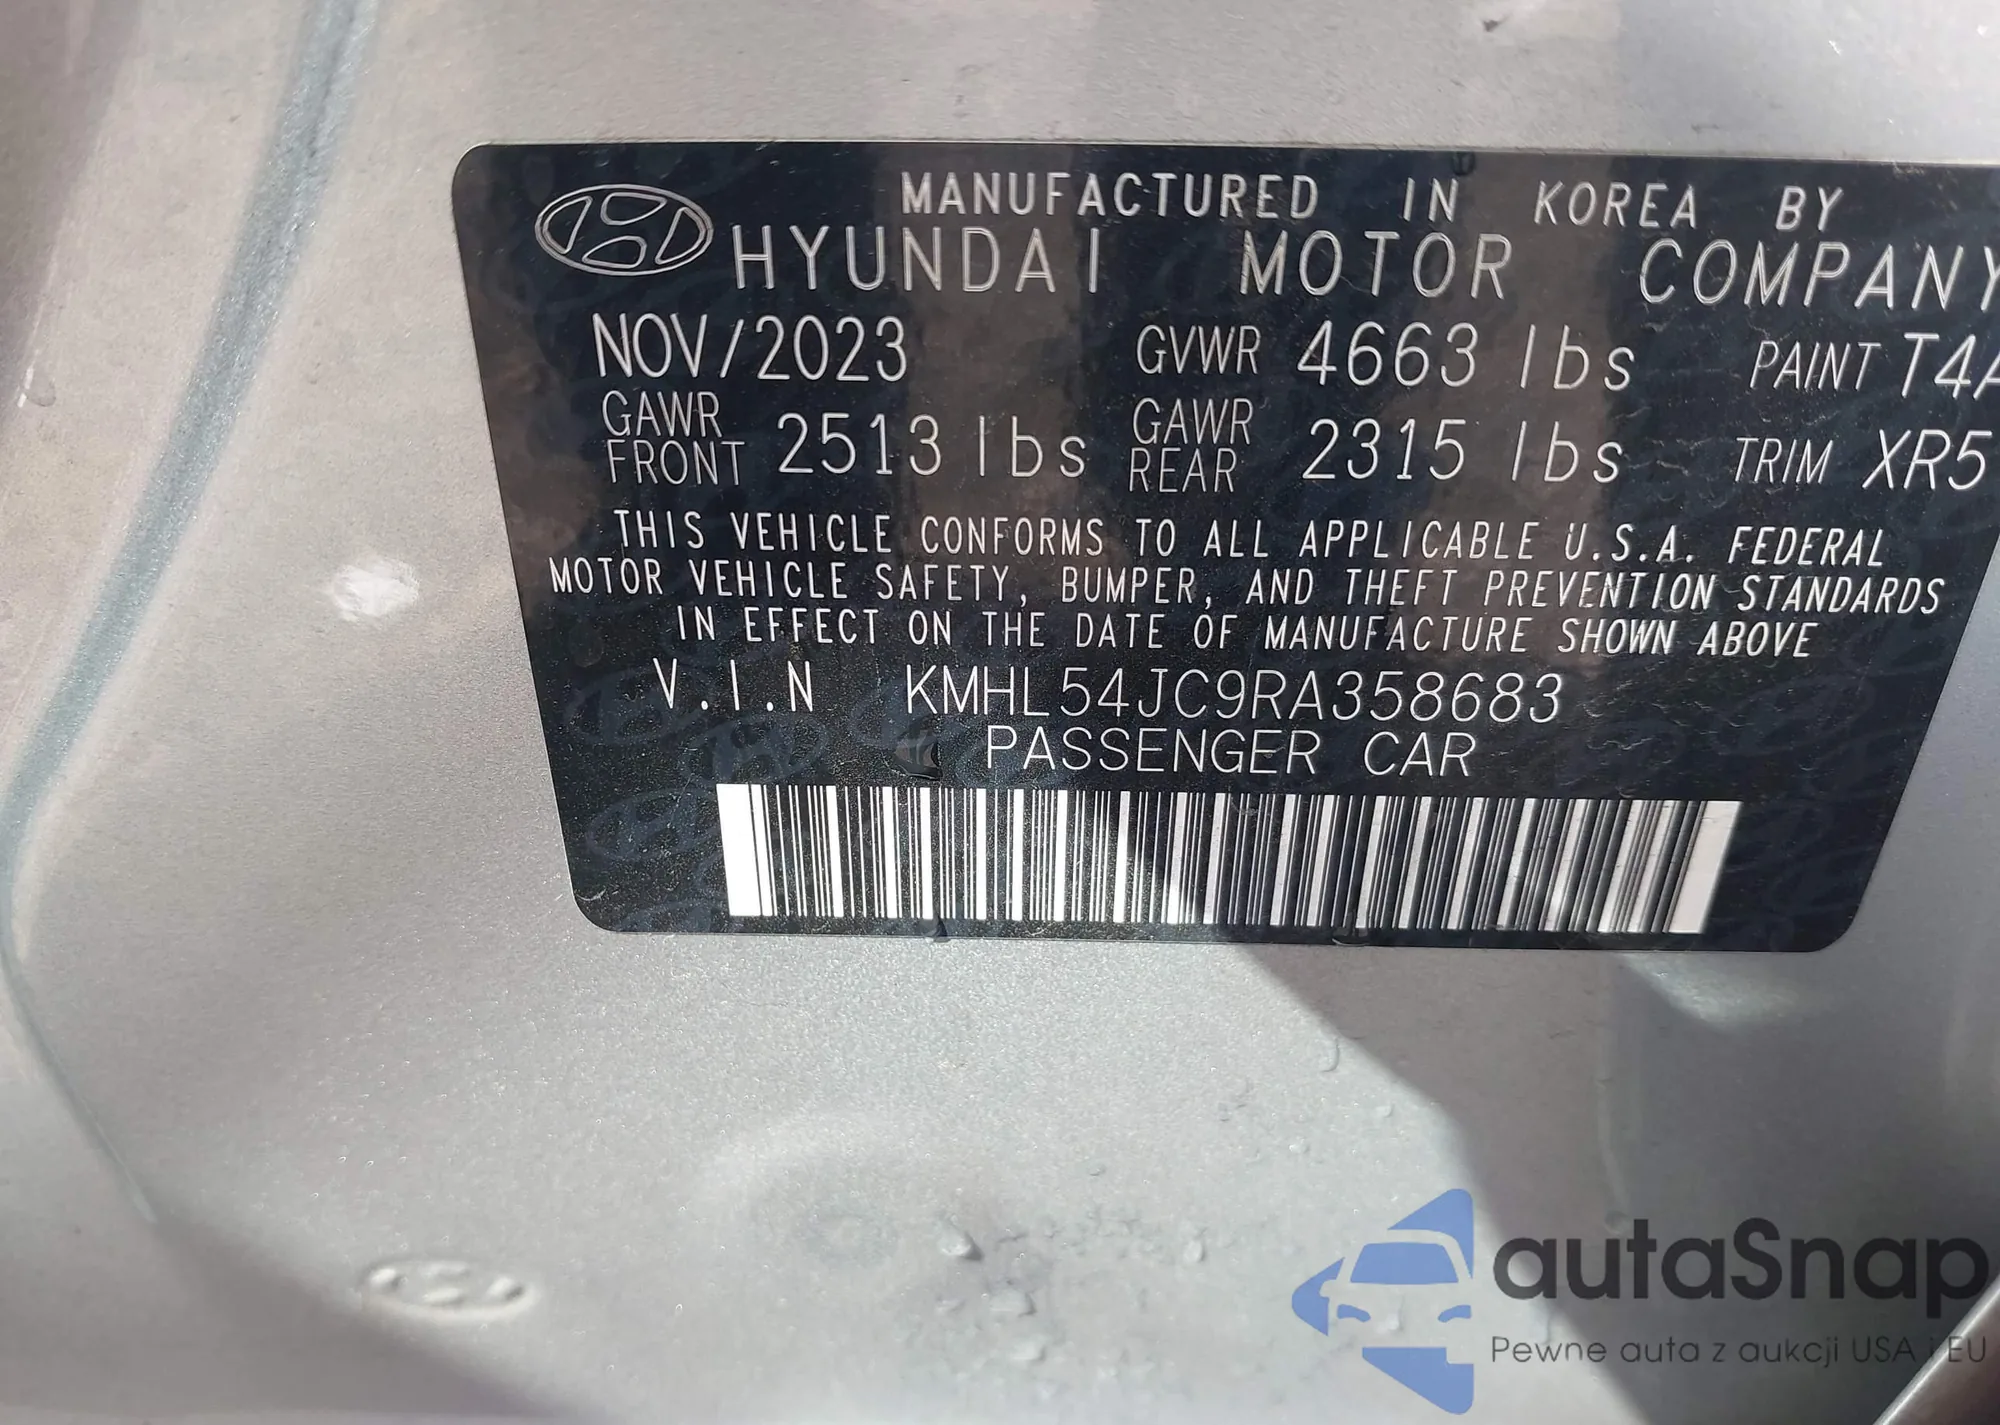 MANUFACTURED IN KOREA BY
HYUNDAI MOTOR COMPANY
NOV/2023 GVWR 4663 lbs PAINT T4A
GAWR FRONT 2513 lbs GAWR REAR 2315 lbs TRIM XR5
THIS VEHICLE CONFORMS TO ALL APPLICABLE U.S.A. FEDERAL
MOTOR VEHICLE SAFETY, BUMPER, AND THEFT PREVENTION STANDARDS
IN EFFECT ON THE DATE OF MANUFACTURE SHOWN ABOVE
V.I.N KMHL54JC9RA358683
PASSENGER CAR
autaSnap
Pewne auta z aukcji USA i EU